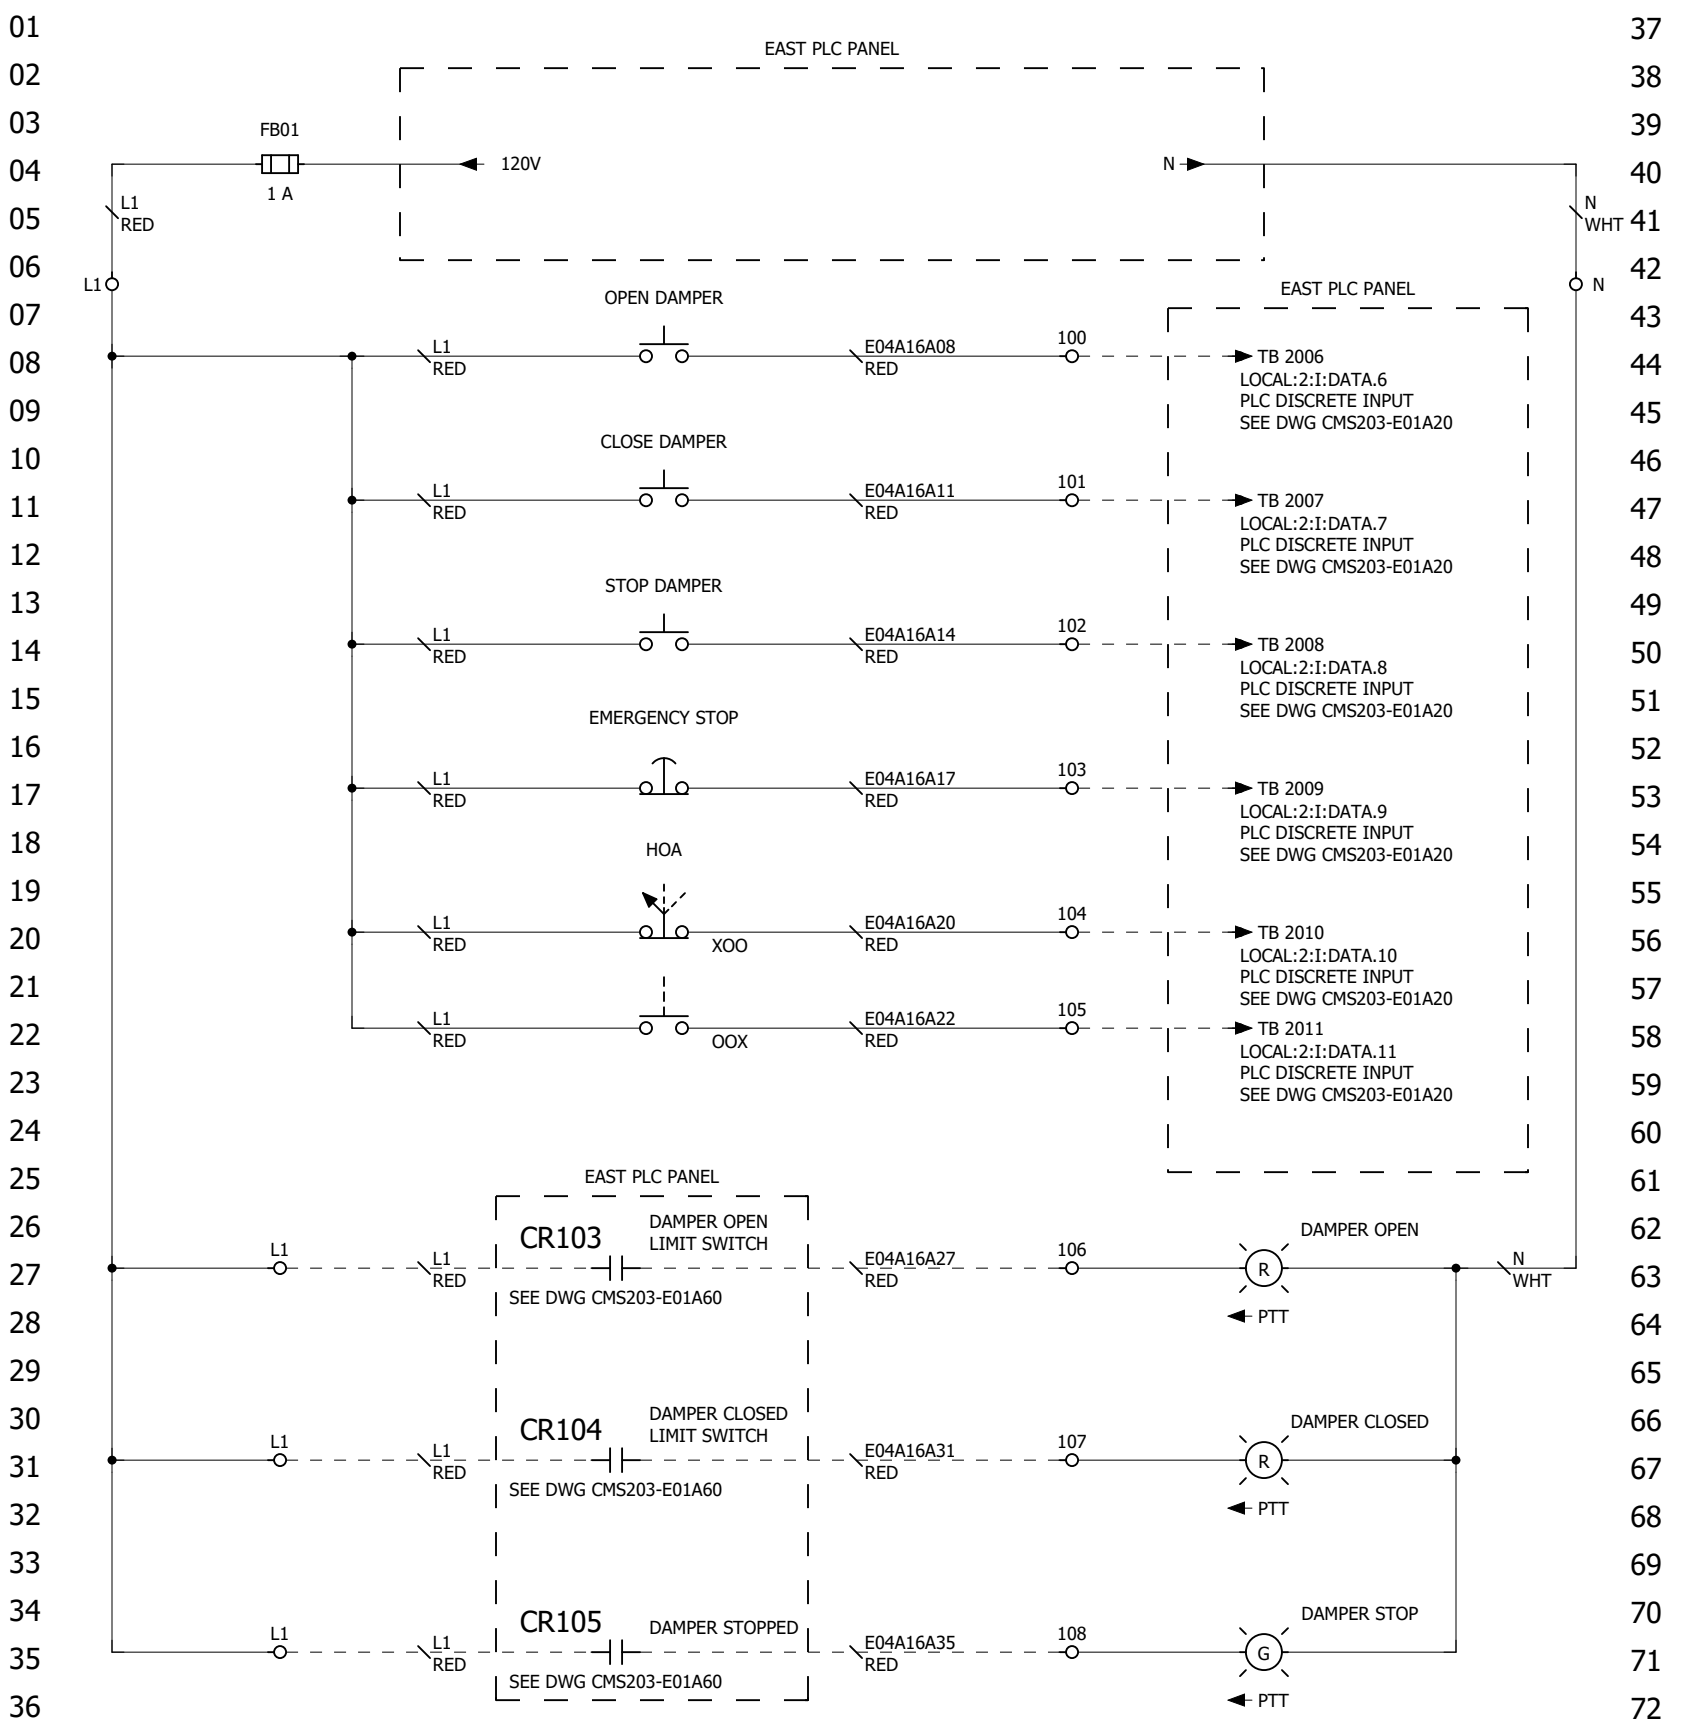 01
37
EAST PLC PANEL
02
38
03
FB01
39
04
120V
N
40
1 A
05
L1
RED
N
WHT
41
06
42
L1
N
OPEN DAMPER
EAST PLC PANEL
07
43
08
L1
RED
E04A16A08
RED
100
TB 2006
LOCAL:2:I:DATA.6
PLC DISCRETE INPUT
SEE DWG CMS203-E01A20
44
09
45
10
CLOSE DAMPER
46
11
L1
RED
E04A16A11
RED
101
TB 2007
LOCAL:2:I:DATA.7
PLC DISCRETE INPUT
SEE DWG CMS203-E01A20
47
12
48
13
STOP DAMPER
49
14
L1
RED
E04A16A14
RED
102
TB 2008
LOCAL:2:I:DATA.8
PLC DISCRETE INPUT
SEE DWG CMS203-E01A20
50
15
51
EMERGENCY STOP
16
52
17
L1
RED
E04A16A17
RED
103
TB 2009
LOCAL:2:I:DATA.9
PLC DISCRETE INPUT
SEE DWG CMS203-E01A20
53
18
HOA
54
19
55
20
L1
RED
XOO
E04A16A20
RED
104
TB 2010
LOCAL:2:I:DATA.10
PLC DISCRETE INPUT
SEE DWG CMS203-E01A20
56
21
57
22
L1
RED
OOX
E04A16A22
RED
105
TB 2011
LOCAL:2:I:DATA.11
PLC DISCRETE INPUT
SEE DWG CMS203-E01A20
58
23
59
24
60
25
EAST PLC PANEL
61
26
CR103
DAMPER OPEN
LIMIT SWITCH
DAMPER OPEN
62
27
L1
L1
RED
SEE DWG CMS203-E01A60
E04A16A27
RED
106
R
N
WHT
63
28
PTT
64
29
65
30
CR104
DAMPER CLOSED
LIMIT SWITCH
DAMPER CLOSED
66
31
L1
L1
RED
SEE DWG CMS203-E01A60
E04A16A31
RED
107
R
67
32
PTT
68
33
69
34
CR105
DAMPER STOPPED
DAMPER STOP
70
35
L1
L1
RED
SEE DWG CMS203-E01A60
E04A16A35
RED
108
G
71
36
PTT
72